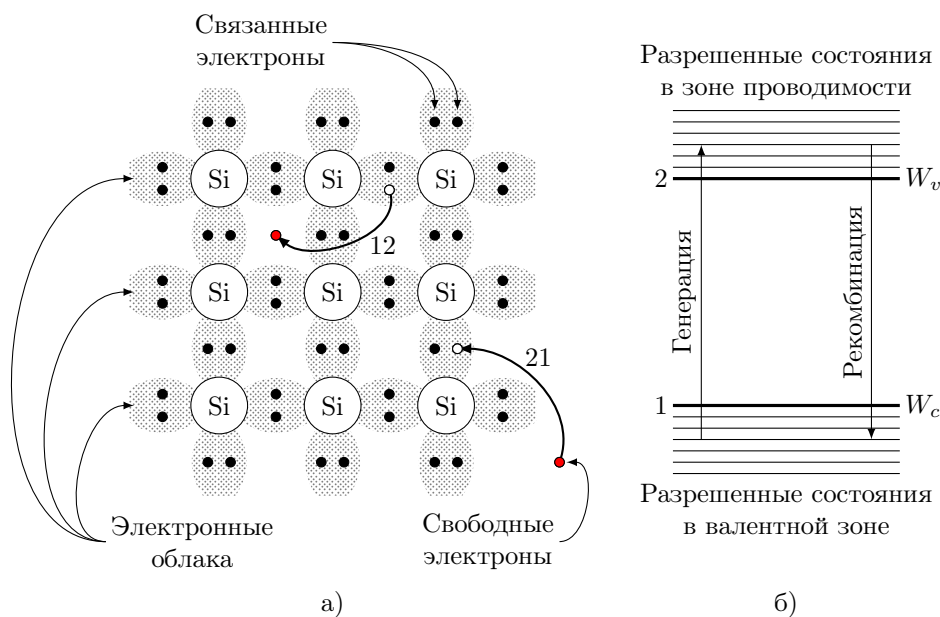 Связанные
электроны
Si
Si
Si
12
Si
Si
Si
21
Si
Si
Si
Электронные
облака
Свободные
электроны
а)
Разрешенные состояния
в зоне проводимости
2
W_v
Генерация
Рекомбинация
1
W_c
Разрешенные состояния
в валентной зоне
б)